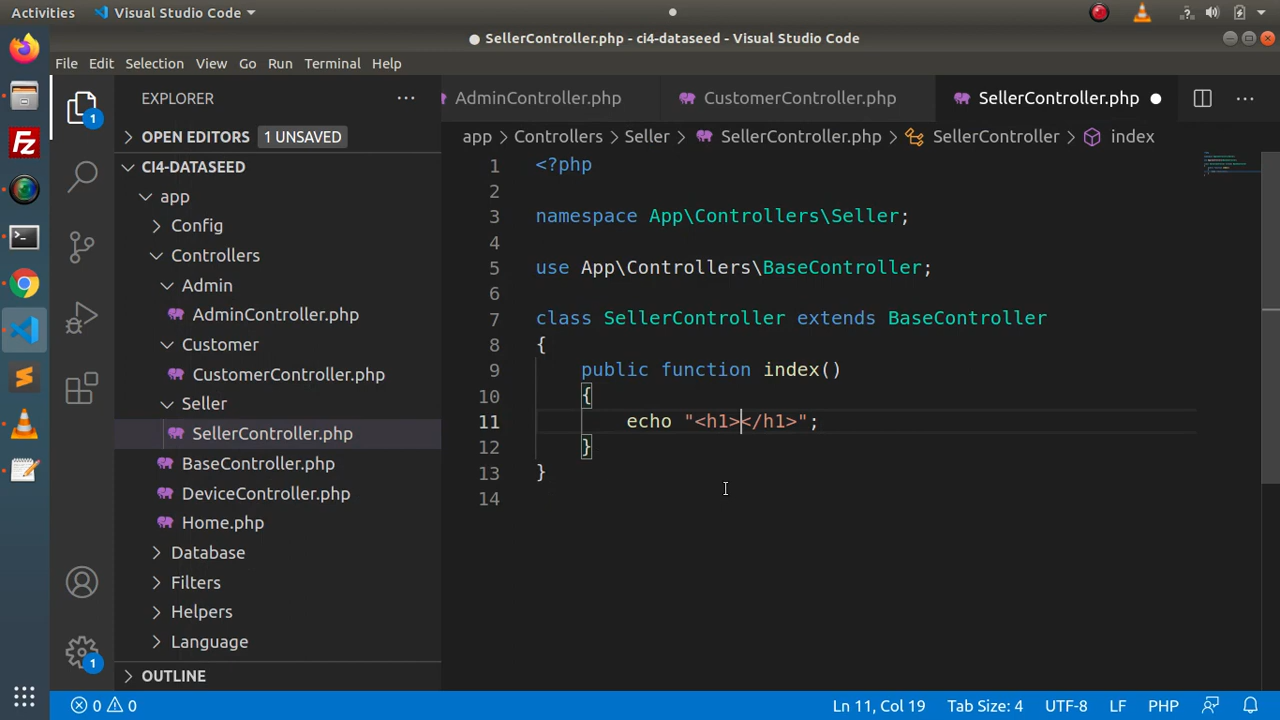 Activities
Visual Studio Code
SellerController.php - ci4-dataseed - Visual Studio Code
File Edit Selection View Go Run Terminal Help
EXPLORER
AdminController.php
CustomerController.php
SellerController.php
OPEN EDITORS
1 UNSAVED
app > Controllers > Seller > SellerController.php > SellerController > index
CI4-DATASEED
app
Config
Controllers
Admin
AdminController.php
Customer
CustomerController.php
Seller
SellerController.php
BaseController.php
DeviceController.php
Home.php
Database
Filters
Helpers
Language
OUTLINE
1
1
Fz
1 <?php
2
3 namespace App\Controllers\Seller;
4
5 use App\Controllers\BaseController;
6
7 class SellerController extends BaseController
8 {
9 public function index()
10 {
11 echo "<h1></h1>";
12 }
13 }
14
0 0
Ln 11, Col 19
Tab Size: 4
UTF-8
LF
PHP